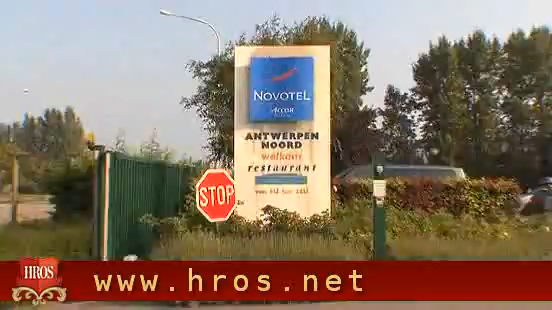 NOVOTEL
Accor
ANTWERPEN
NOORD
welkom
restaurant
STOP
HROS
www.hros.net